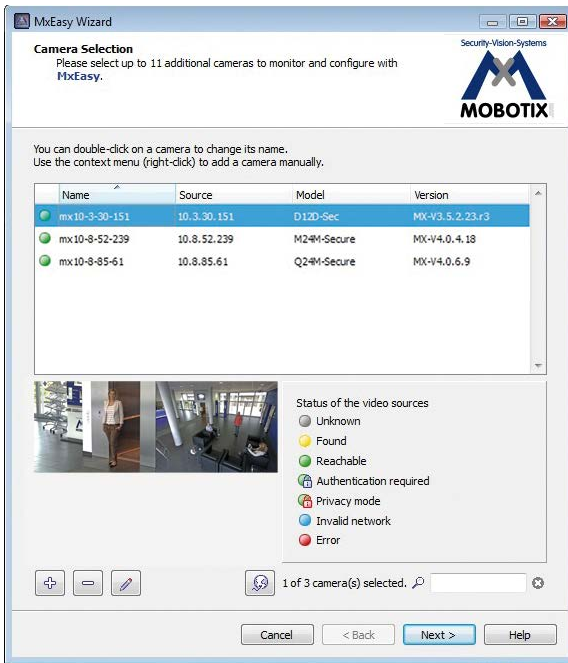 MxEasy Wizard
Camera Selection
Please select up to 11 additional cameras to monitor and configure with
MxEasy.
Security-Vision-Systems
MOBOTIX
You can double-click on a camera to change its name.
Use the context menu (right-click) to add a camera manually.
Name Source Model Version
mx10-3-30-151 10.3.30.151 D12D-Sec MX-V3.5.2.23.r3
mx10-8-52-239 10.8.52.239 M24M-Secure MX-V4.0.4.18
mx10-8-85-61 10.8.85.61 Q24M-Secure MX-V4.0.6.9
Status of the video sources
Unknown
Found
Reachable
Authentication required
Privacy mode
Invalid network
Error
1 of 3 camera(s) selected.
Cancel < Back Next > Help